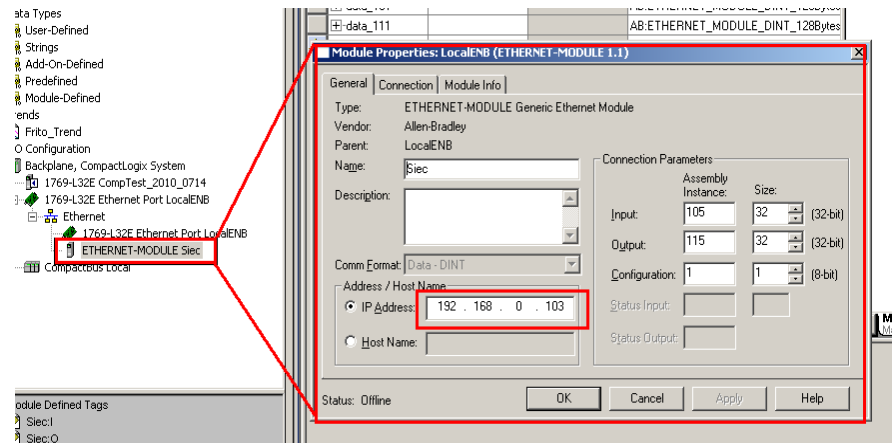 ata Types
User-Defined
Strings
Add-On-Defined
Predefined
Module-Defined
ends
Frito_Trend
O Configuration
Backplane, CompactLogix System
1769-L32E CompTest_2010_0714
1769-L32E Ethernet Port LocalENB
Ethernet
1769-L32E Ethernet Port LocalENB
ETHERNET-MODULE Siec
CompactBus Local
odule Defined Tags
Siec:I
Siec:O
data_111
AB:ETHERNET_MODULE_DINT_128Bytes
Module Properties: LocalENB (ETHERNET-MODULE 1.1)
General
Connection
Module Info
Type: ETHERNET-MODULE Generic Ethernet Module
Vendor: Allen-Bradley
Parent: LocalENB
Name: Siec
Description:
Comm Format: Data - DINT
Address / Host Name
IP Address: 192 . 168 . 0 . 103
Host Name:
Connection Parameters
Assembly
Instance: Size:
Input: 105 32 (32-bit)
Output: 115 32 (32-bit)
Configuration: 1 1 (8-bit)
Status Input:
Status Output:
Status: Offline
OK
Cancel
Apply
Help